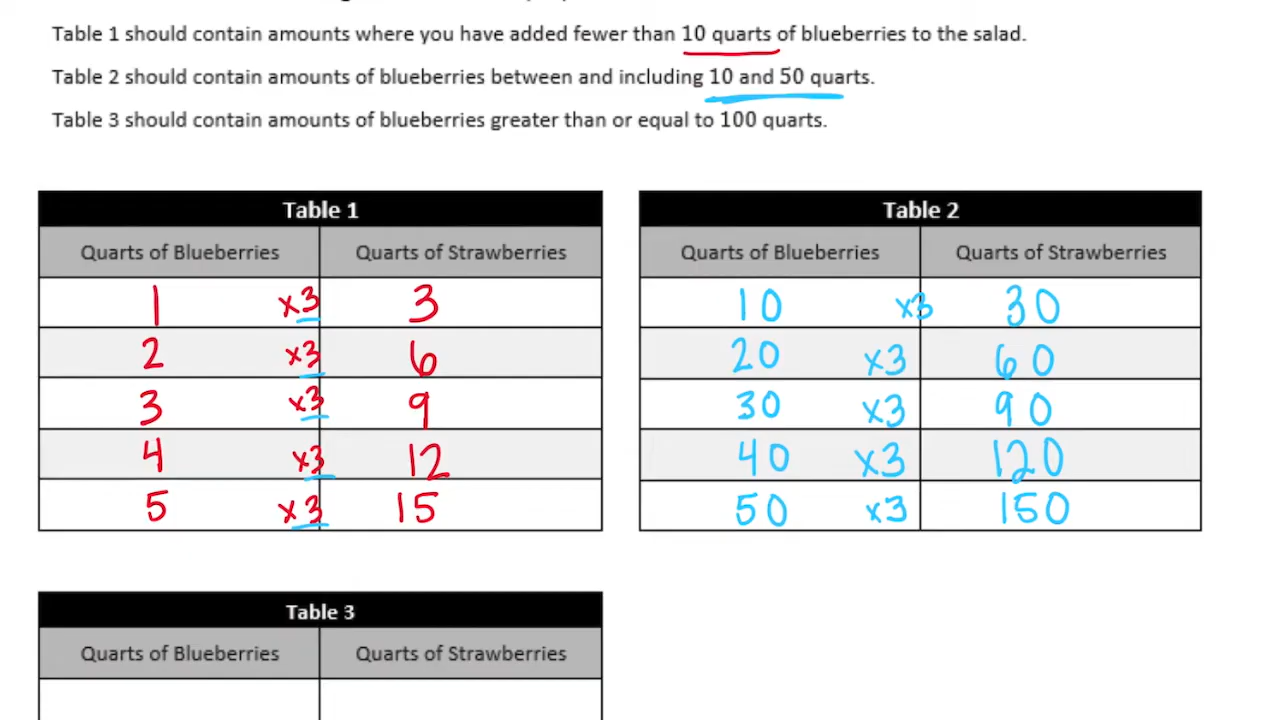 Table 1 should contain amounts where you have added fewer than 10 quarts of blueberries to the salad.
Table 2 should contain amounts of blueberries between and including 10 and 50 quarts.
Table 3 should contain amounts of blueberries greater than or equal to 100 quarts.
Table 1
Quarts of Blueberries Quarts of Strawberries
1 x3 3
2 x3 6
3 x3 9
4 x3 12
5 x3 15
Table 2
Quarts of Blueberries Quarts of Strawberries
10 x3 30
20 x3 60
30 x3 90
40 x3 120
50 x3 150
Table 3
Quarts of Blueberries Quarts of Strawberries